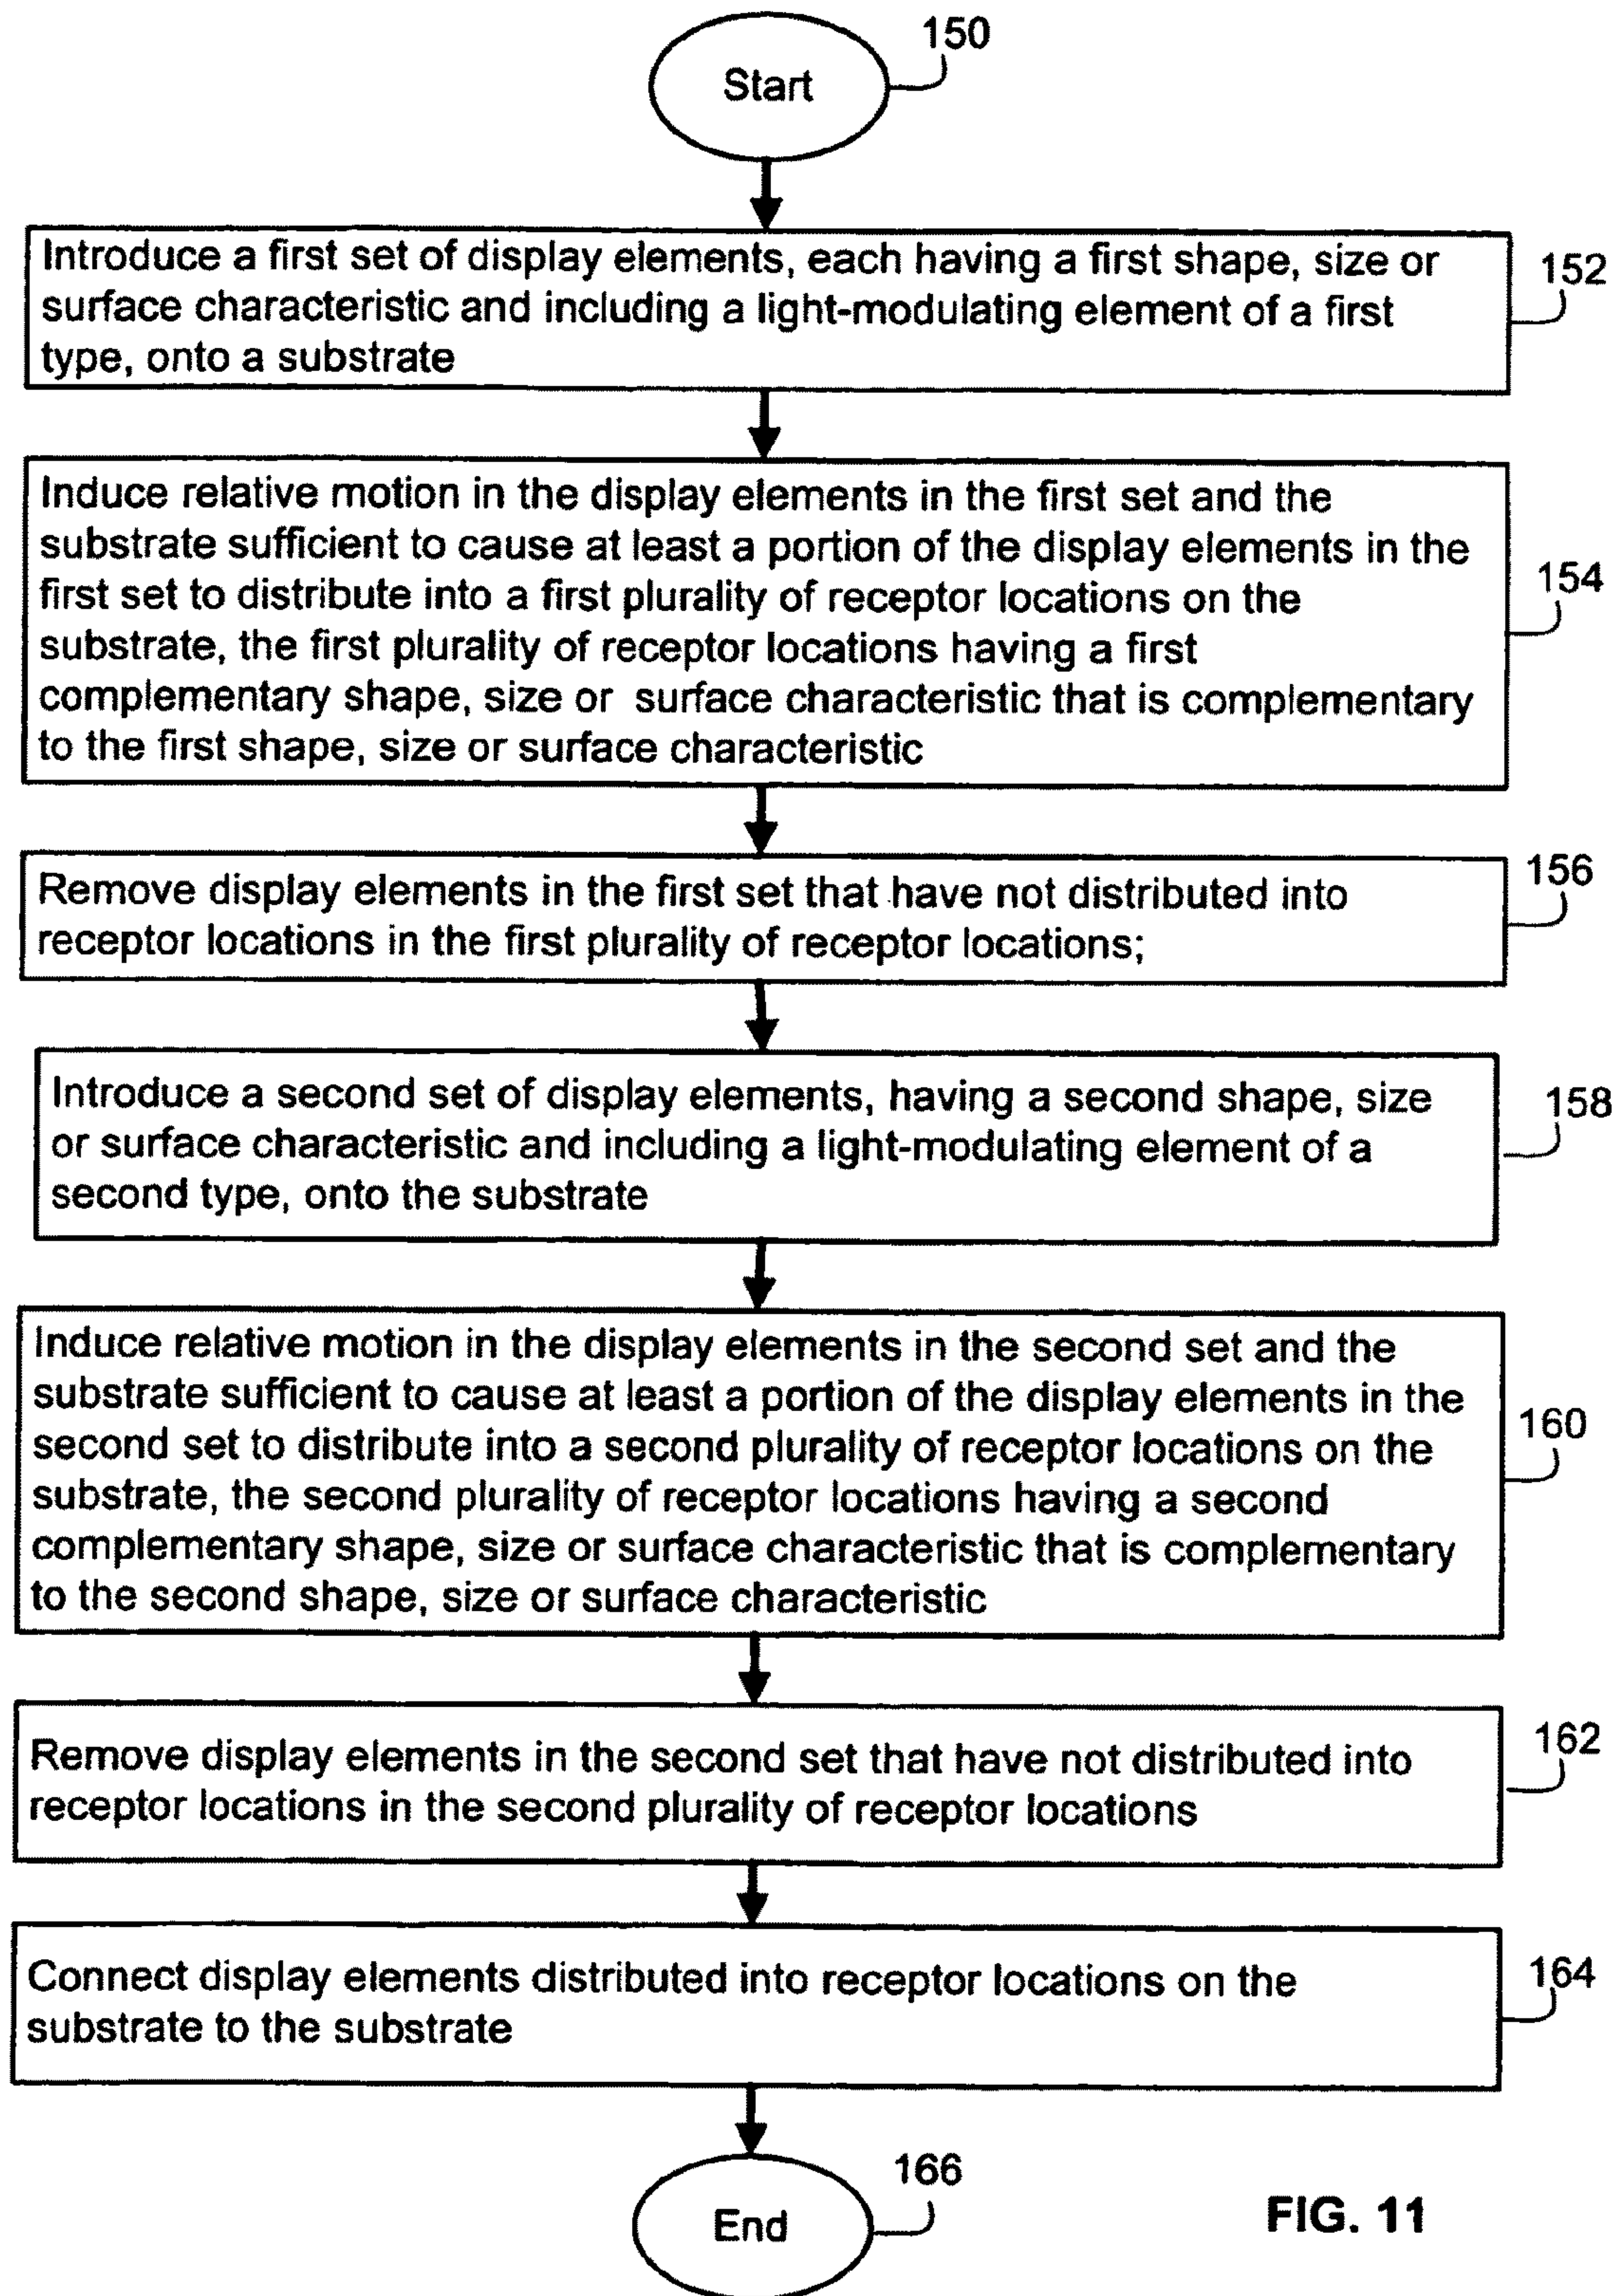 150
Start
Introduce a first set of display elements, each having a first shape, size or
surface characteristic and including a light-modulating element of a first
type, onto a substrate
152
Induce relative motion in the display elements in the first set and the
substrate sufficient to cause at least a portion of the display elements in the
first set to distribute into a first plurality of receptor locations on the
substrate, the first plurality of receptor locations having a first
complementary shape, size or surface characteristic that is complementary
to the first shape, size or surface characteristic
154
Remove display elements in the first set that have not distributed into
receptor locations in the first plurality of receptor locations;
156
Introduce a second set of display elements, having a second shape, size
or surface characteristic and including a light-modulating element of a
second type, onto the substrate
158
Induce relative motion in the display elements in the second set and the
substrate sufficient to cause at least a portion of the display elements in the
second set to distribute into a second plurality of receptor locations on the
substrate, the second plurality of receptor locations having a second
complementary shape, size or surface characteristic that is complementary
to the second shape, size or surface characteristic
160
Remove display elements in the second set that have not distributed into
receptor locations in the second plurality of receptor locations
162
Connect display elements distributed into receptor locations on the
substrate to the substrate
164
End
166
FIG. 11